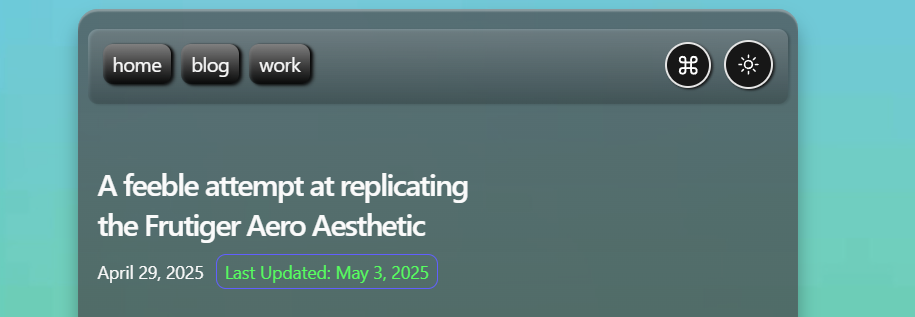 home blog work
A feeble attempt at replicating
the Frutiger Aero Aesthetic
April 29, 2025 Last Updated: May 3, 2025